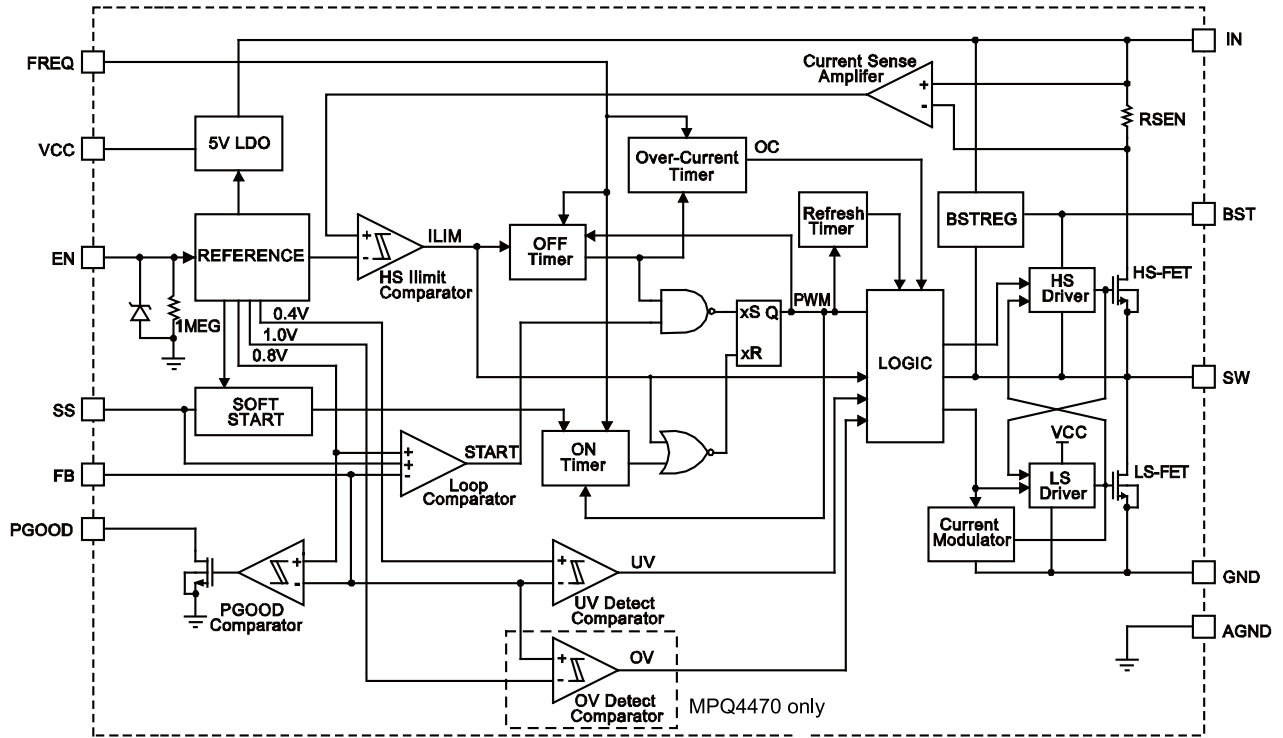 FREQ
IN
Current Sense
Amplifer
+
-
RSEN
VCC
5V LDO
Over-Current
Timer
OC
REFERENCE
EN
1MEG
+
-
ILIM
HS Ilimit
Comparator
OFF
Timer
Refresh
Timer
BSTREG
BST
HS
Driver
HS-FET
0.4V
1.0V
0.8V
xS Q
xR
PWM
LOGIC
SW
SS
SOFT
START
FB
+
+
-
START
Loop
Comparator
ON
Timer
VCC
LS
Driver
LS-FET
Current
Modulator
PGOOD
+
-
PGOOD
Comparator
+
-
UV
UV Detect
Comparator
GND
AGND
+
-
OV
OV Detect
Comparator
MPQ4470 only